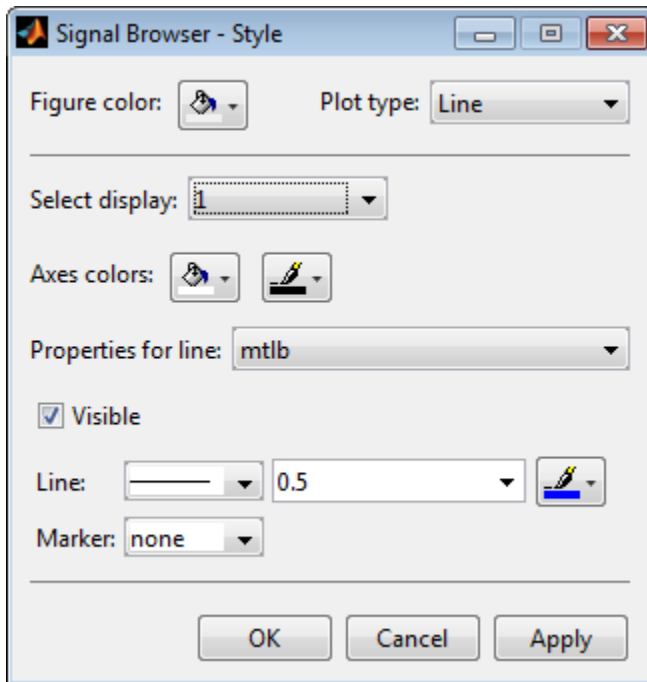 Signal Browser - Style
Figure color: Plot type: Line
Select display: 1
Axes colors:
Properties for line: mtlb
Visible
Line: 0.5
Marker: none
OK Cancel Apply